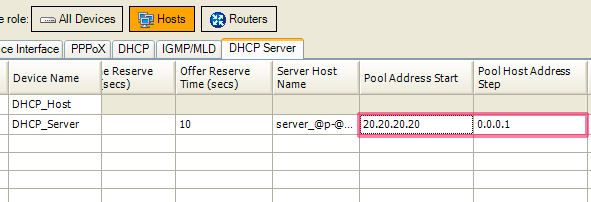 e role: All Devices Hosts Routers
ce Interface PPPoX DHCP IGMP/MLD DHCP Server
Device Name e Reserve (secs) Offer Reserve Time (secs) Server Host Name Pool Address Start Pool Host Address Step
DHCP_Host
DHCP_Server 10 server_@p-@... 20.20.20.20 0.0.0.1